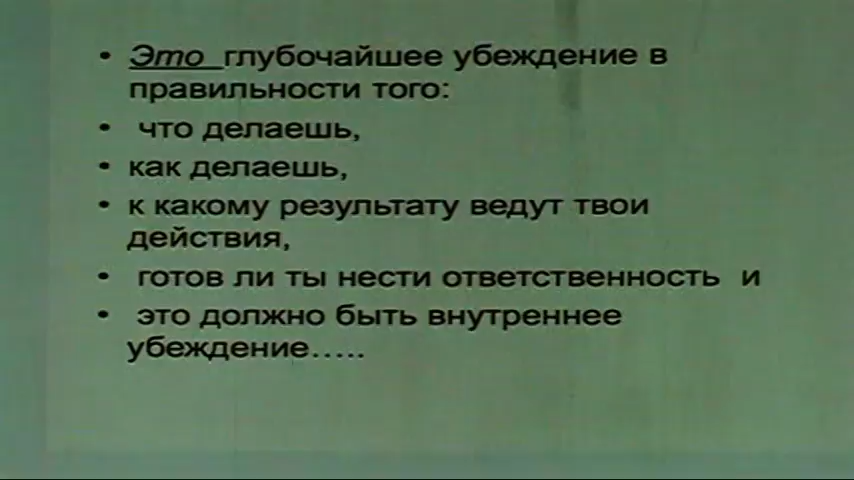 • Это глубочайшее убеждение в
правильности того:
• что делаешь,
• как делаешь,
• к какому результату ведут твои
действия,
• готов ли ты нести ответственность и
• это должно быть внутреннее
убеждение.....